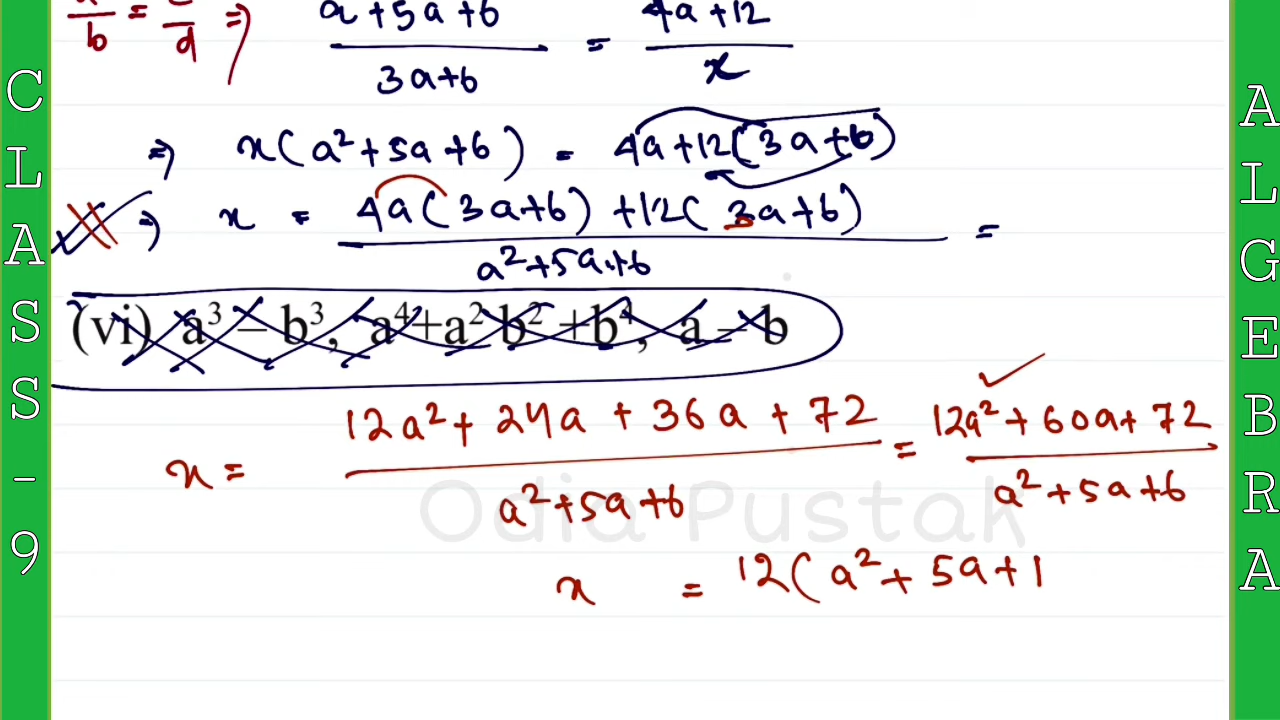 CLASS-9
ALGEBRA
a/b = c/d ⇒ (a²+5a+6)/(3a+6) = (4a+12)/x
⇒ x(a²+5a+6) = 4a+12(3a+6)
⇒ x = (4a(3a+6)+12(3a+6))/(a²+5a+6) =
(vi) a³ – b³, a⁴+a² b² +b⁴, a – b
x = (12a²+24a+36a+72)/(a²+5a+6) = (12a²+60a+72)/(a²+5a+6)
Odia Pustak
x = 12(a²+5a+1